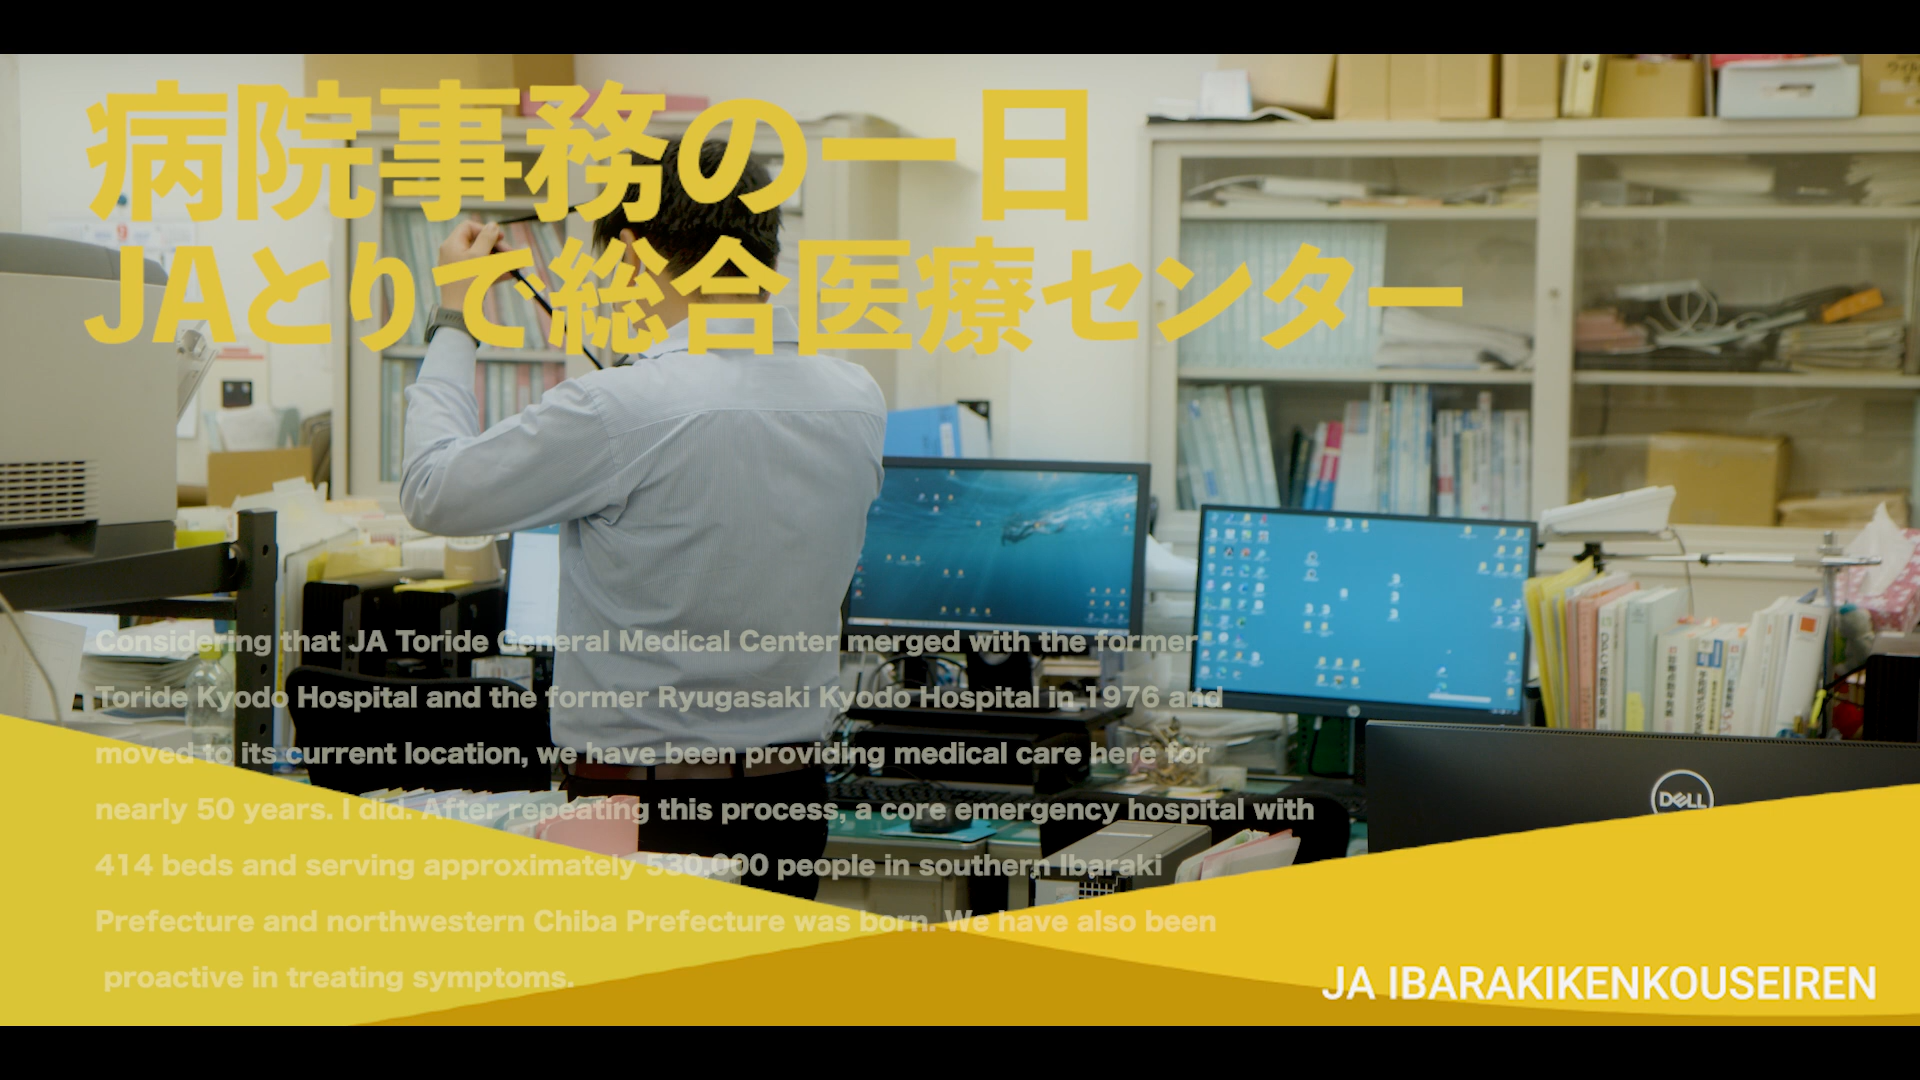 病院事務の一日
JAとりで総合医療センター
Considering that JA Toride General Medical Center merged with the former
Toride Kyodo Hospital and the former Ryugasaki Kyodo Hospital in 1976 and
moved to its current location, we have been providing medical care here for
nearly 50 years. I did. After repeating this process, a core emergency hospital with
414 beds and serving approximately 530,000 people in southern Ibaraki
Prefecture and northwestern Chiba Prefecture was born. We have also been
proactive in treating symptoms.
DELL
JA IBARAKIKENKOUSEIREN